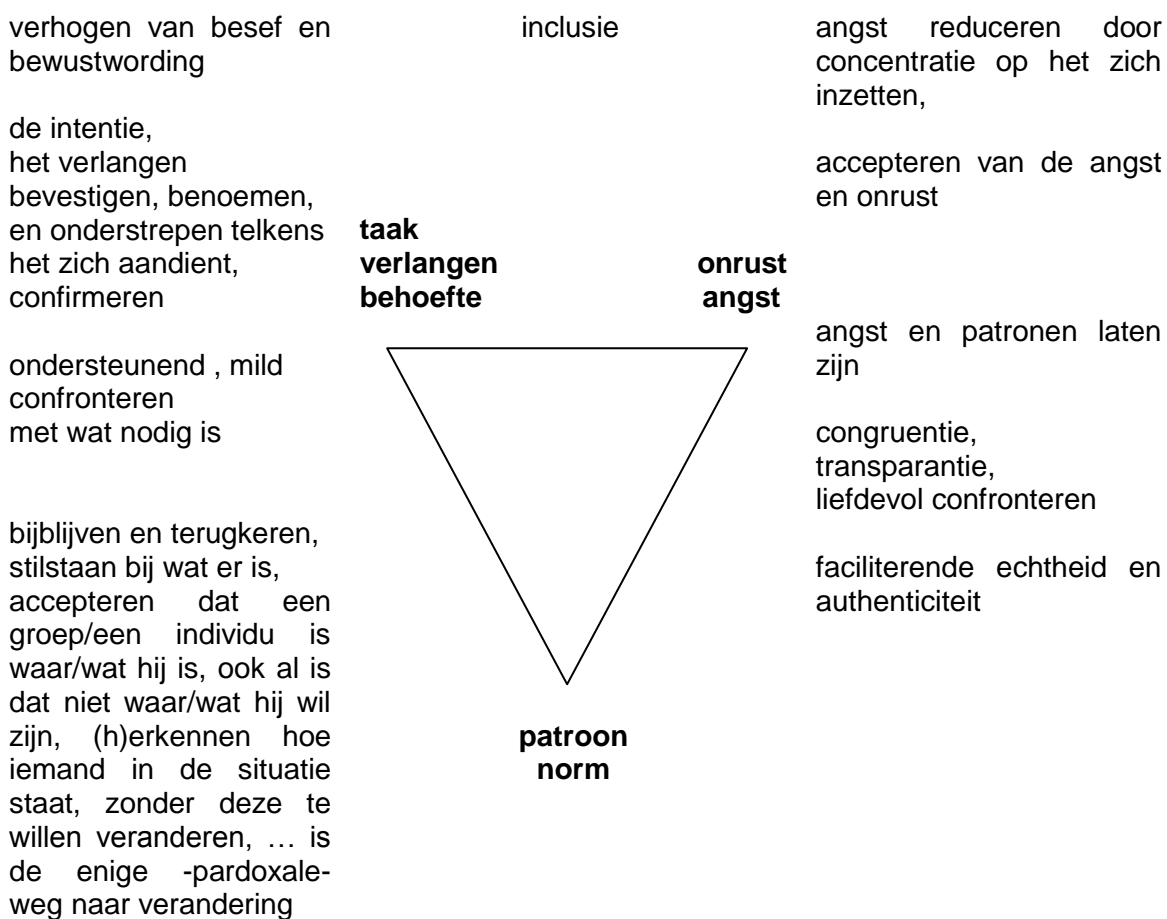 verhogen van besef en
bewustwording
de intentie,
het verlangen
bevestigen, benoemen,
en onderstrepen telkens
het zich aandient,
confirmeren
ondersteunend , mild
confronteren
met wat nodig is
bijblijven en terugkeren,
stilstaan bij wat er is,
accepteren dat een
groep/een individu is
waar/wat hij is, ook al is
dat niet waar/wat hij wil
zijn, (h)erkennen hoe
iemand in de situatie
staat, zonder deze te
willen veranderen, … is
de enige -pardoxale-
weg naar verandering
inclusie
taak
verlangen
behoefte
onrust
angst
patroon
norm
angst reduceren door
concentratie op het zich
inzetten,
accepteren van de angst
en onrust
angst en patronen laten
zijn
congruentie,
transparantie,
liefdevol confronteren
faciliterende echtheid en
authenticiteit